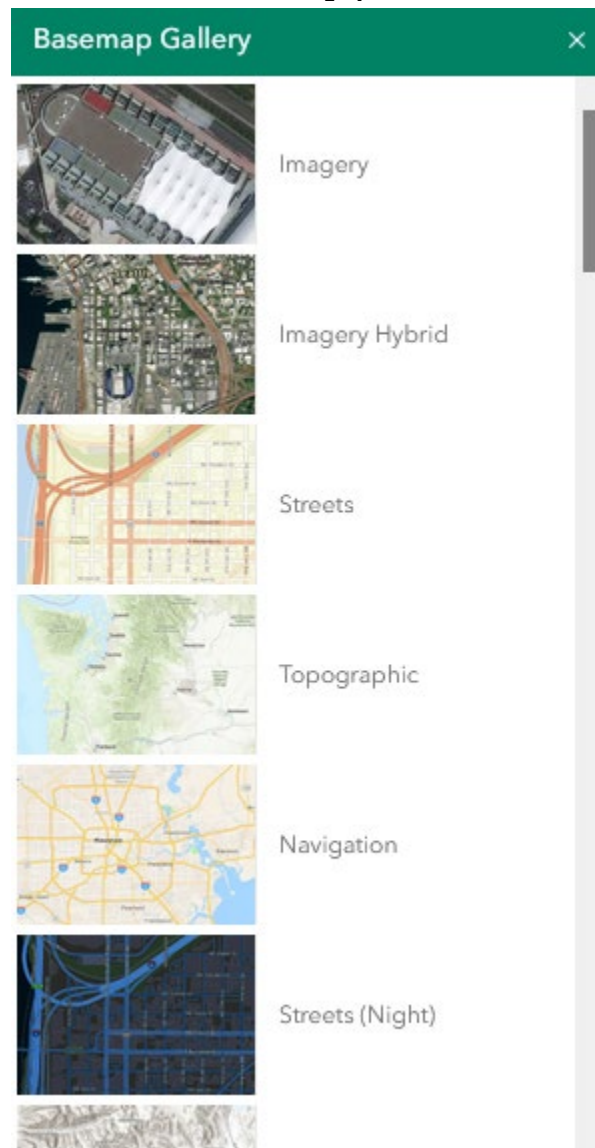 Basemap Gallery
Imagery
Imagery Hybrid
Streets
Topographic
Navigation
Streets (Night)